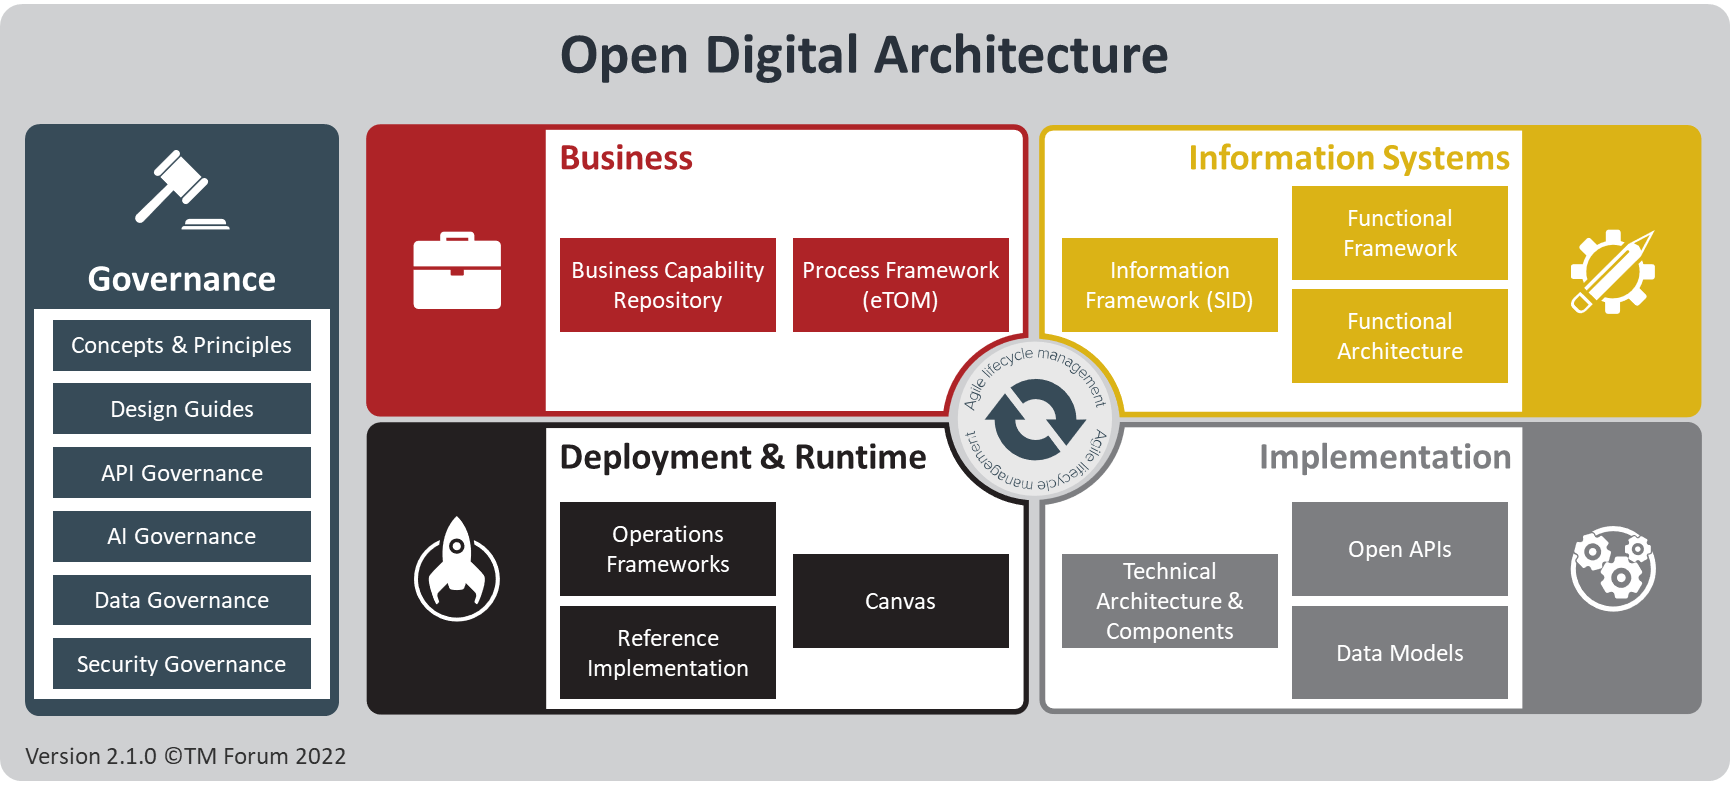 Open Digital Architecture
Governance
Concepts & Principles
Design Guides
API Governance
AI Governance
Data Governance
Security Governance
Business
Business Capability
Repository
Process Framework
(eTOM)
Information Systems
Information
Framework (SID)
Functional
Framework
Functional
Architecture
Agile lifecycle management
Agile lifecycle management
Deployment & Runtime
Operations
Frameworks
Reference
Implementation
Canvas
Implementation
Technical
Architecture &
Components
Open APIs
Data Models
Version 2.1.0 ©TM Forum 2022